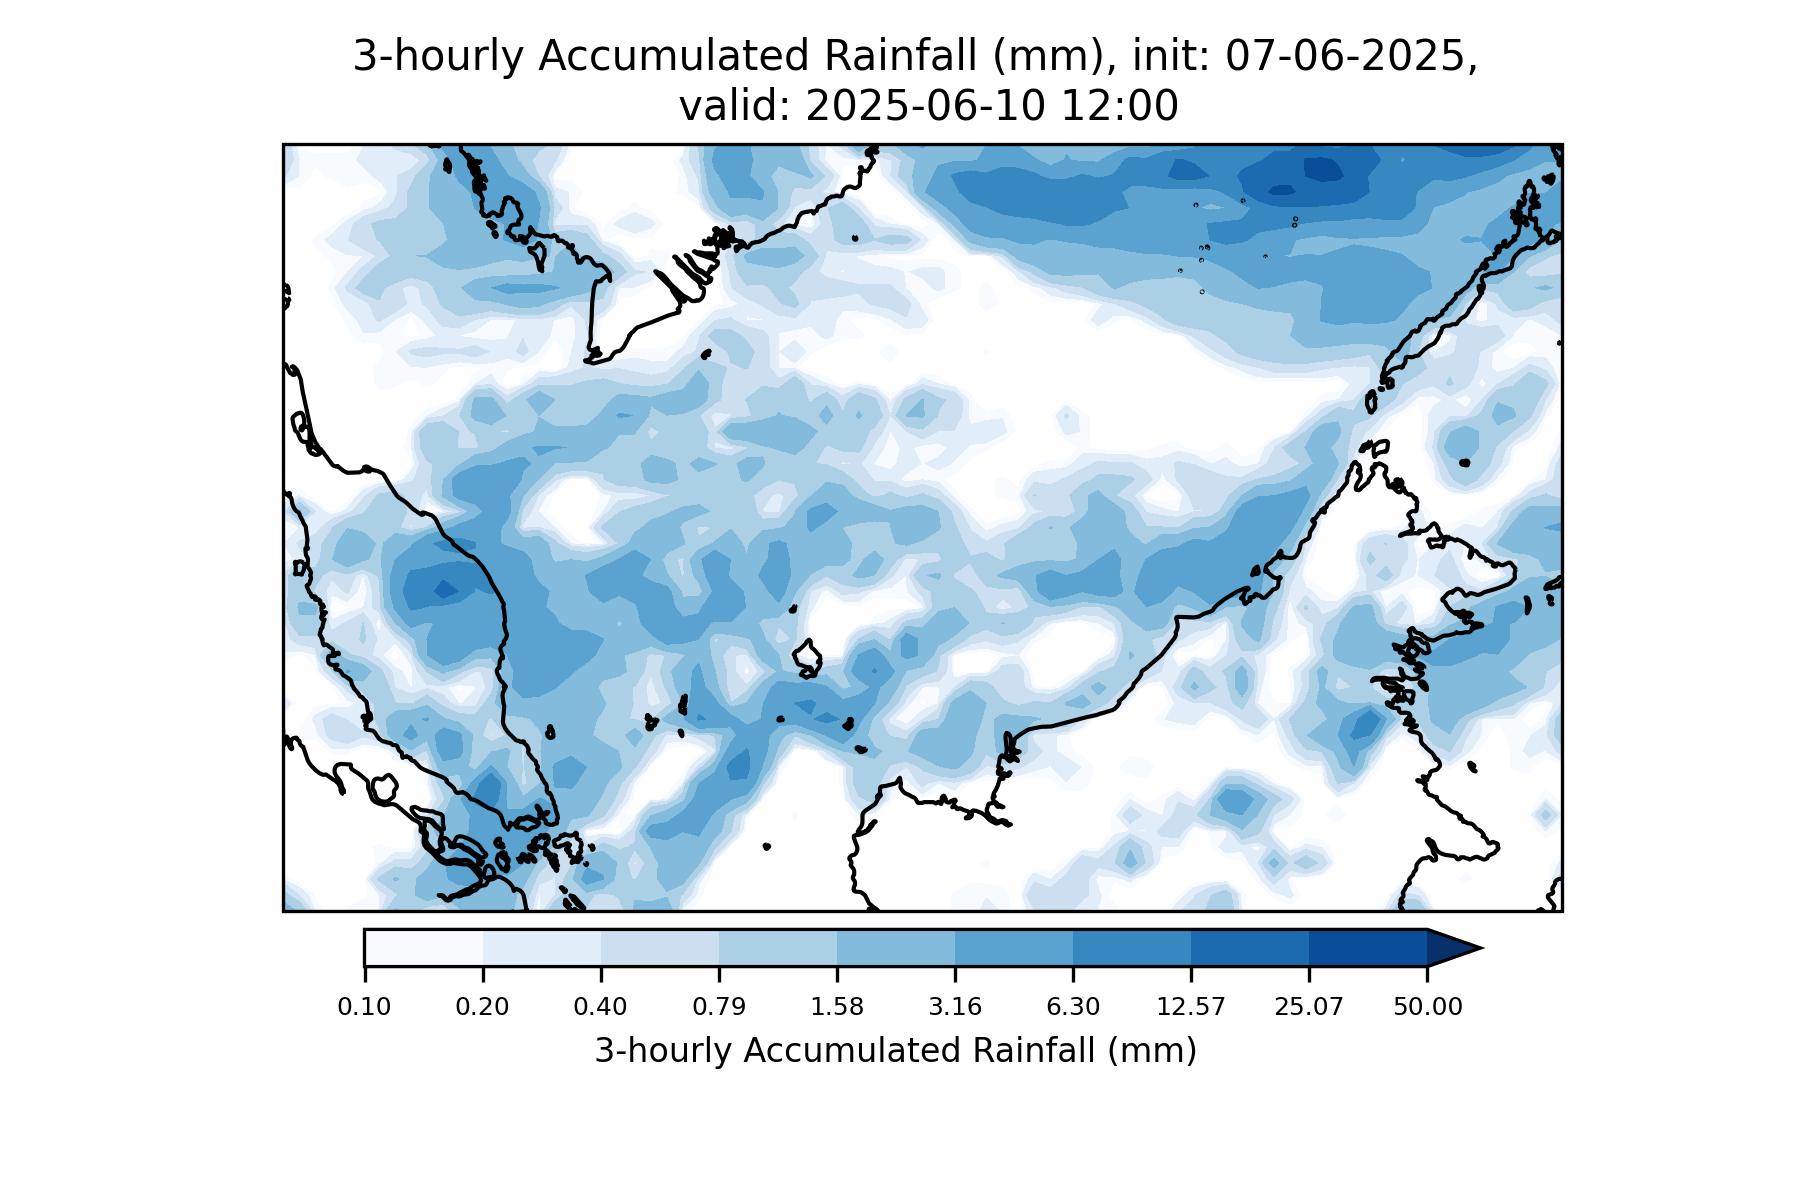 3-hourly Accumulated Rainfall (mm), init: 07-06-2025,
valid: 2025-06-10 12:00
0.10 0.20 0.40 0.79 1.58 3.16 6.30 12.57 25.07 50.00
3-hourly Accumulated Rainfall (mm)